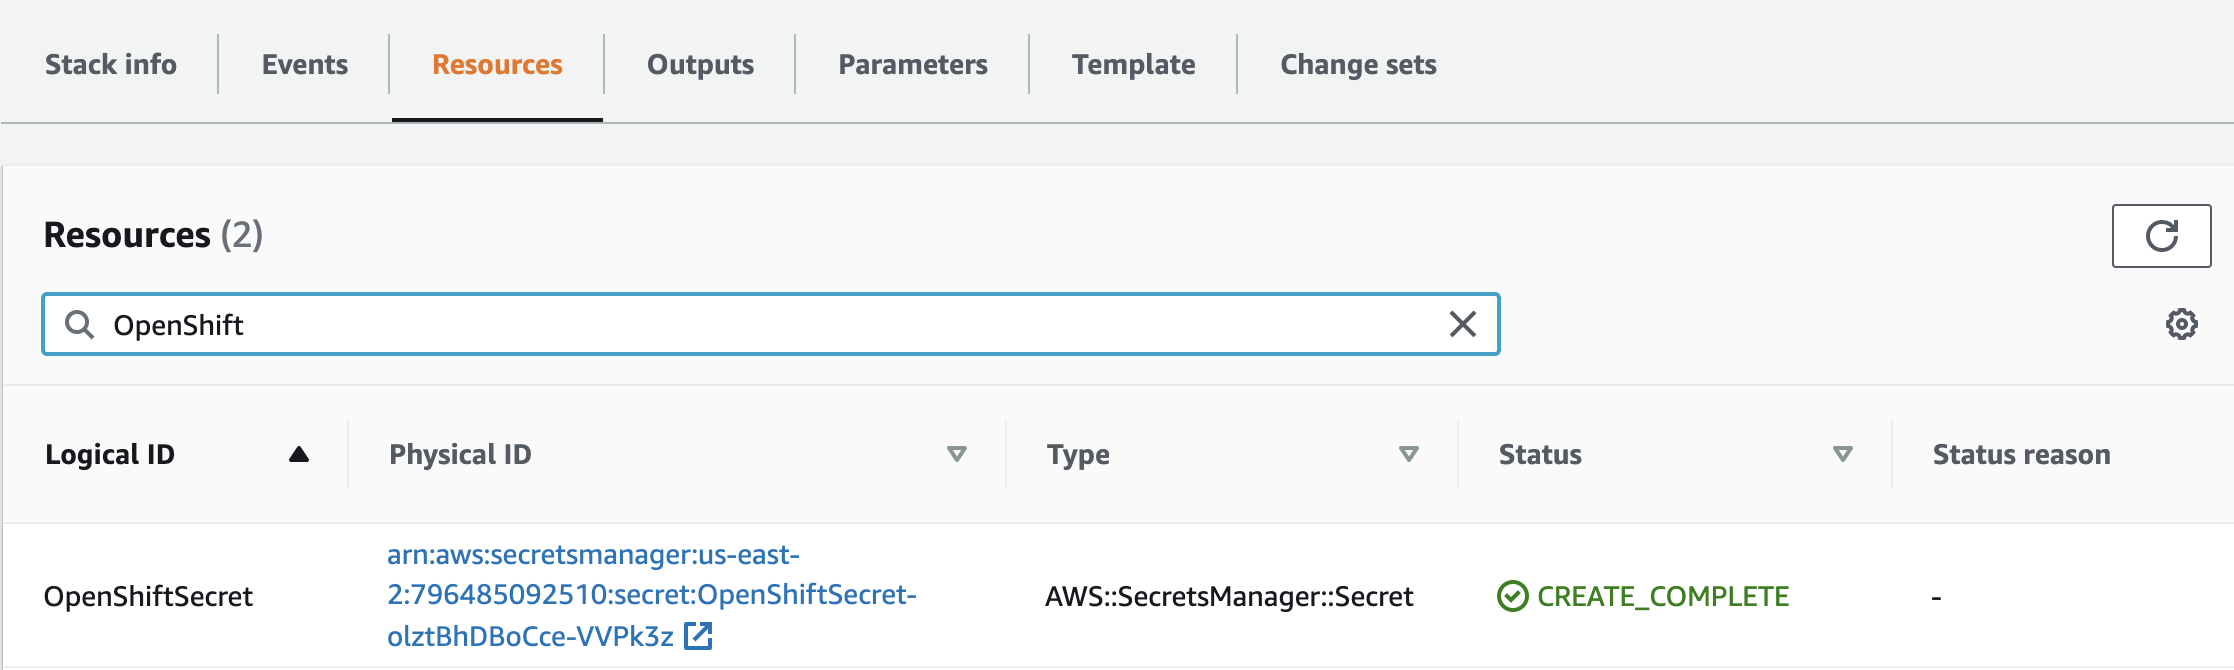 Stack info
Events
Resources
Outputs
Parameters
Template
Change sets
Resources (2)
OpenShift
Logical ID
Physical ID
Type
Status
Status reason
OpenShiftSecret
arn:aws:secretsmanager:us-east-
2:796485092510:secret:OpenShiftSecret-
olztBhDBoCce-VVPk3z
AWS::SecretsManager::Secret
CREATE_COMPLETE
-